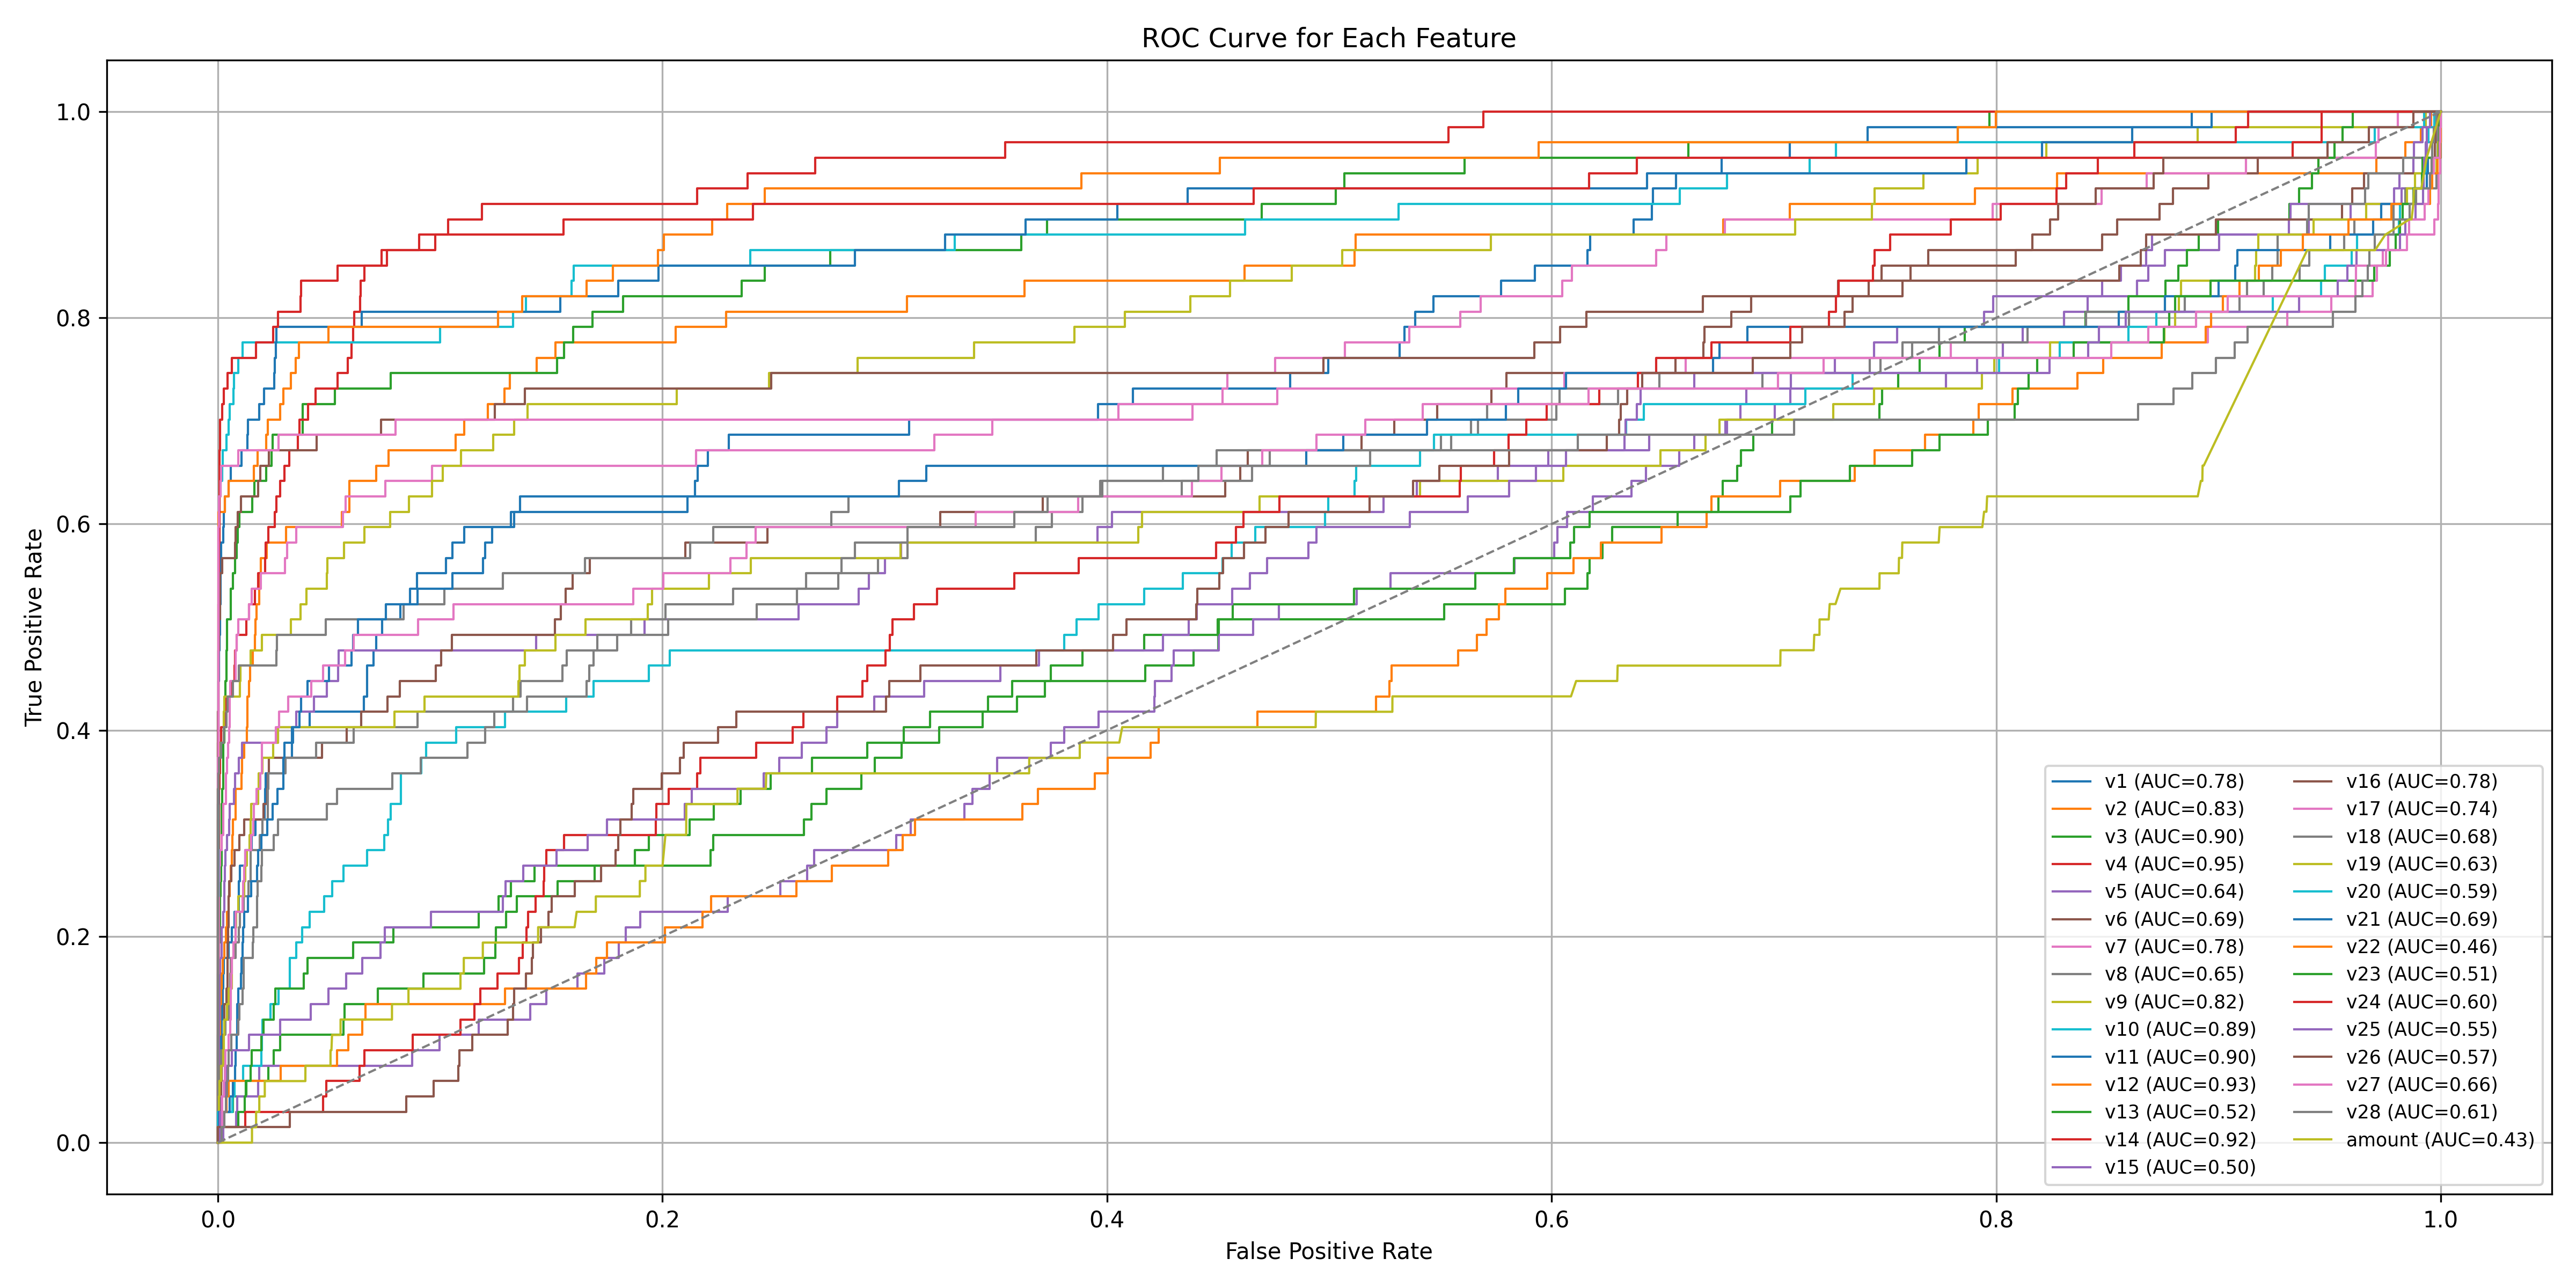 ROC Curve for Each Feature
True Positive Rate
1.0
0.8
0.6
0.4
0.2
0.0
v1 (AUC=0.78)
v2 (AUC=0.83)
v3 (AUC=0.90)
v4 (AUC=0.95)
v5 (AUC=0.64)
v6 (AUC=0.69)
v7 (AUC=0.78)
v8 (AUC=0.65)
v9 (AUC=0.82)
v10 (AUC=0.89)
v11 (AUC=0.90)
v12 (AUC=0.93)
v13 (AUC=0.52)
v14 (AUC=0.92)
v15 (AUC=0.50)
v16 (AUC=0.78)
v17 (AUC=0.74)
v18 (AUC=0.68)
v19 (AUC=0.63)
v20 (AUC=0.59)
v21 (AUC=0.69)
v22 (AUC=0.46)
v23 (AUC=0.51)
v24 (AUC=0.60)
v25 (AUC=0.55)
v26 (AUC=0.57)
v27 (AUC=0.66)
v28 (AUC=0.61)
amount (AUC=0.43)
0.0 0.2 0.4 0.6 0.8 1.0
False Positive Rate